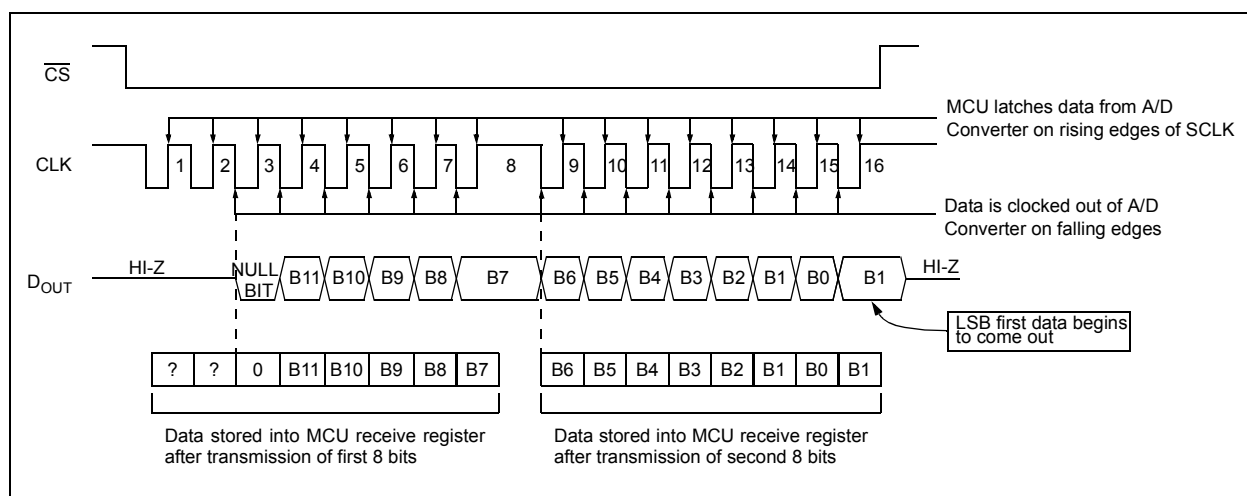 CS
MCU latches data from A/D
Converter on rising edges of SCLK
CLK
1 2 3 4 5 6 7 8 9 10 11 12 13 14 15 16
Data is clocked out of A/D
Converter on falling edges
HI-Z
NULL
BIT
B11 B10 B9 B8 B7 B6 B5 B4 B3 B2 B1 B0 B1
HI-Z
DOUT
LSB first data begins
to come out
? ? 0 B11 B10 B9 B8 B7
B6 B5 B4 B3 B2 B1 B0 B1
Data stored into MCU receive register
after transmission of first 8 bits
Data stored into MCU receive register
after transmission of second 8 bits